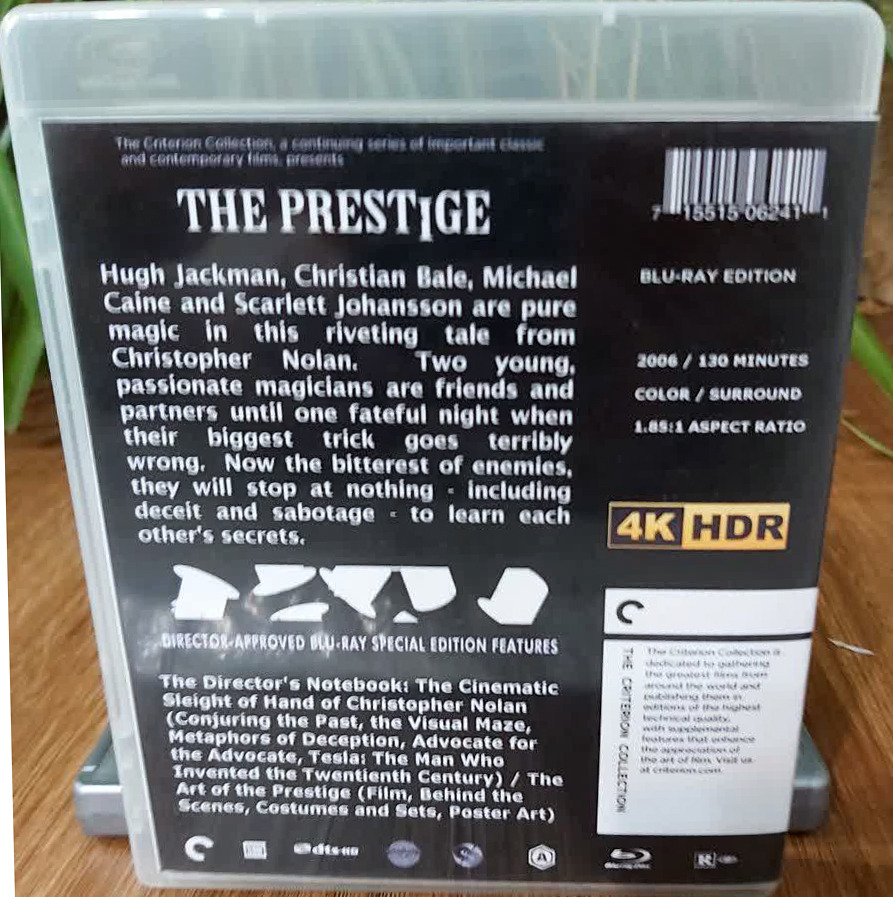 The Criterion Collection, a continuing series of important classic
and contemporary films, presents
THE PRESTIGE
Hugh Jackman, Christian Bale, Michael
Caine and Scarlett Johansson are pure
magic in this riveting tale from
Christopher Nolan. Two young,
passionate magicians are friends and
partners until one fateful night when
their biggest trick goes terribly
wrong. Now the bitterest of enemies,
they will stop at nothing - including
deceit and sabotage - to learn each
other's secrets.
DIRECTOR-APPROVED BLU-RAY SPECIAL EDITION FEATURES
The Director's Notebook: The Cinematic
Sleight of Hand of Christopher Nolan
(Conjuring the Past, the Visual Maze,
Metaphors of Deception, Advocate for
the Advocate, Tesla: The Man Who
Invented the Twentienth Century) / The
Art of the Prestige (Film, Behind the
Scenes, Costumes and Sets, Poster Art)
7 15515 06241 1
BLU-RAY EDITION
2006 / 130 MINUTES
COLOR / SURROUND
1.85:1 ASPECT RATIO
4K HDR
THE CRITERION COLLECTION
The Criterion Collection is
dedicated to gathering
the greatest films from
around the world and
publishing them in
editions of the highest
technical quality,
with supplemental
features that enhance
the appreciation of
the art of film. Visit us
at criterion.com
dts-HD
A
R